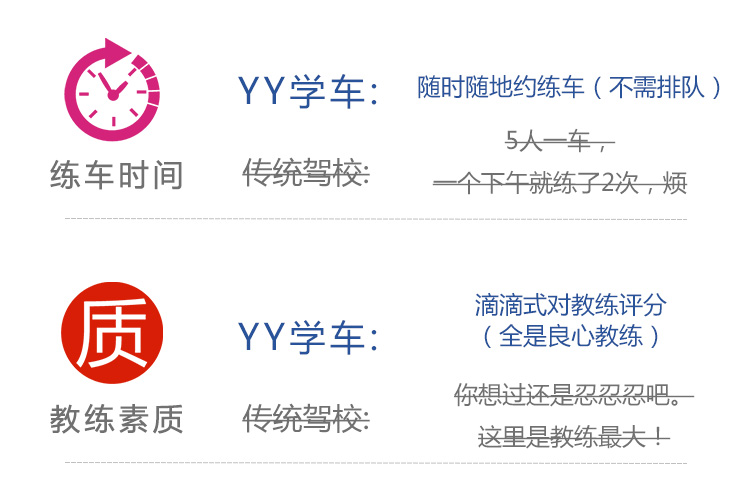 练车时间
YY学车:
随时随地约练车（不需排队）
传统驾校:
5人一车，
一个下午就练了2次，烦
质
教练素质
YY学车:
滴滴式对教练评分
（全是良心教练）
传统驾校:
你想过还是忍忍忍吧。
这里是教练最大！